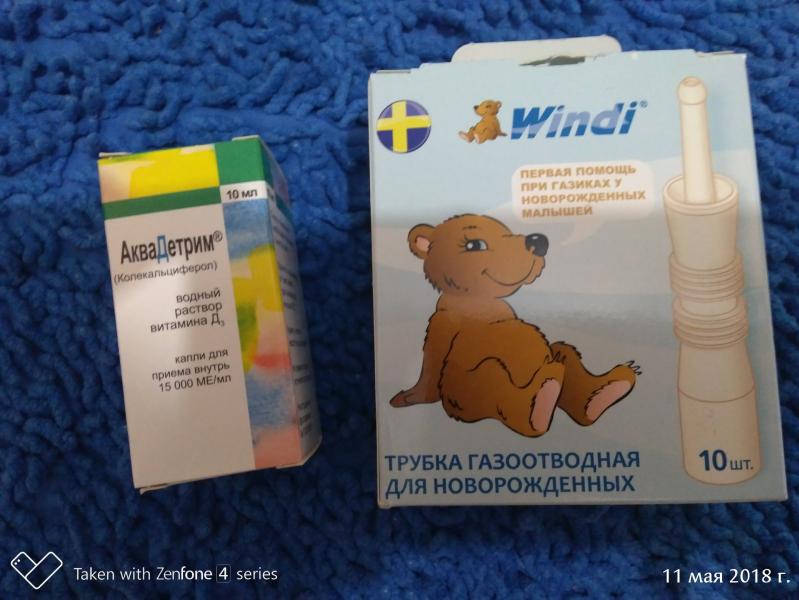 10 мл
АкваДетрим®
(Колекальциферол)
водный
раствор
витамина Д₃
капли для
приема внутрь
15 000 МЕ/мл
Windi®
ПЕРВАЯ ПОМОЩЬ
ПРИ ГАЗИКАХ У
НОВОРОЖДЕННЫХ
МАЛЫШЕЙ
ТРУБКА ГАЗООТВОДНАЯ
ДЛЯ НОВОРОЖДЕННЫХ
10 шт.
Taken with Zenfone 4 series
11 мая 2018 г.